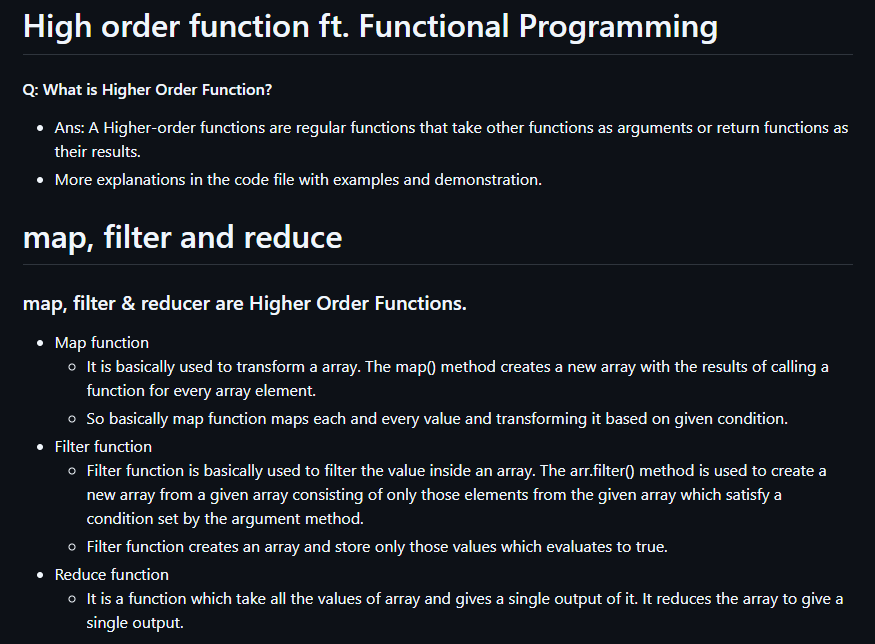 High order function ft. Functional Programming
Q: What is Higher Order Function?
Ans: A Higher-order functions are regular functions that take other functions as arguments or return functions as
their results.
More explanations in the code file with examples and demonstration.
map, filter and reduce
map, filter & reducer are Higher Order Functions.
Map function
It is basically used to transform a array. The map() method creates a new array with the results of calling a
function for every array element.
So basically map function maps each and every value and transforming it based on given condition.
Filter function
Filter function is basically used to filter the value inside an array. The arr.filter() method is used to create a
new array from a given array consisting of only those elements from the given array which satisfy a
condition set by the argument method.
Filter function creates an array and store only those values which evaluates to true.
Reduce function
It is a function which take all the values of array and gives a single output of it. It reduces the array to give a
single output.